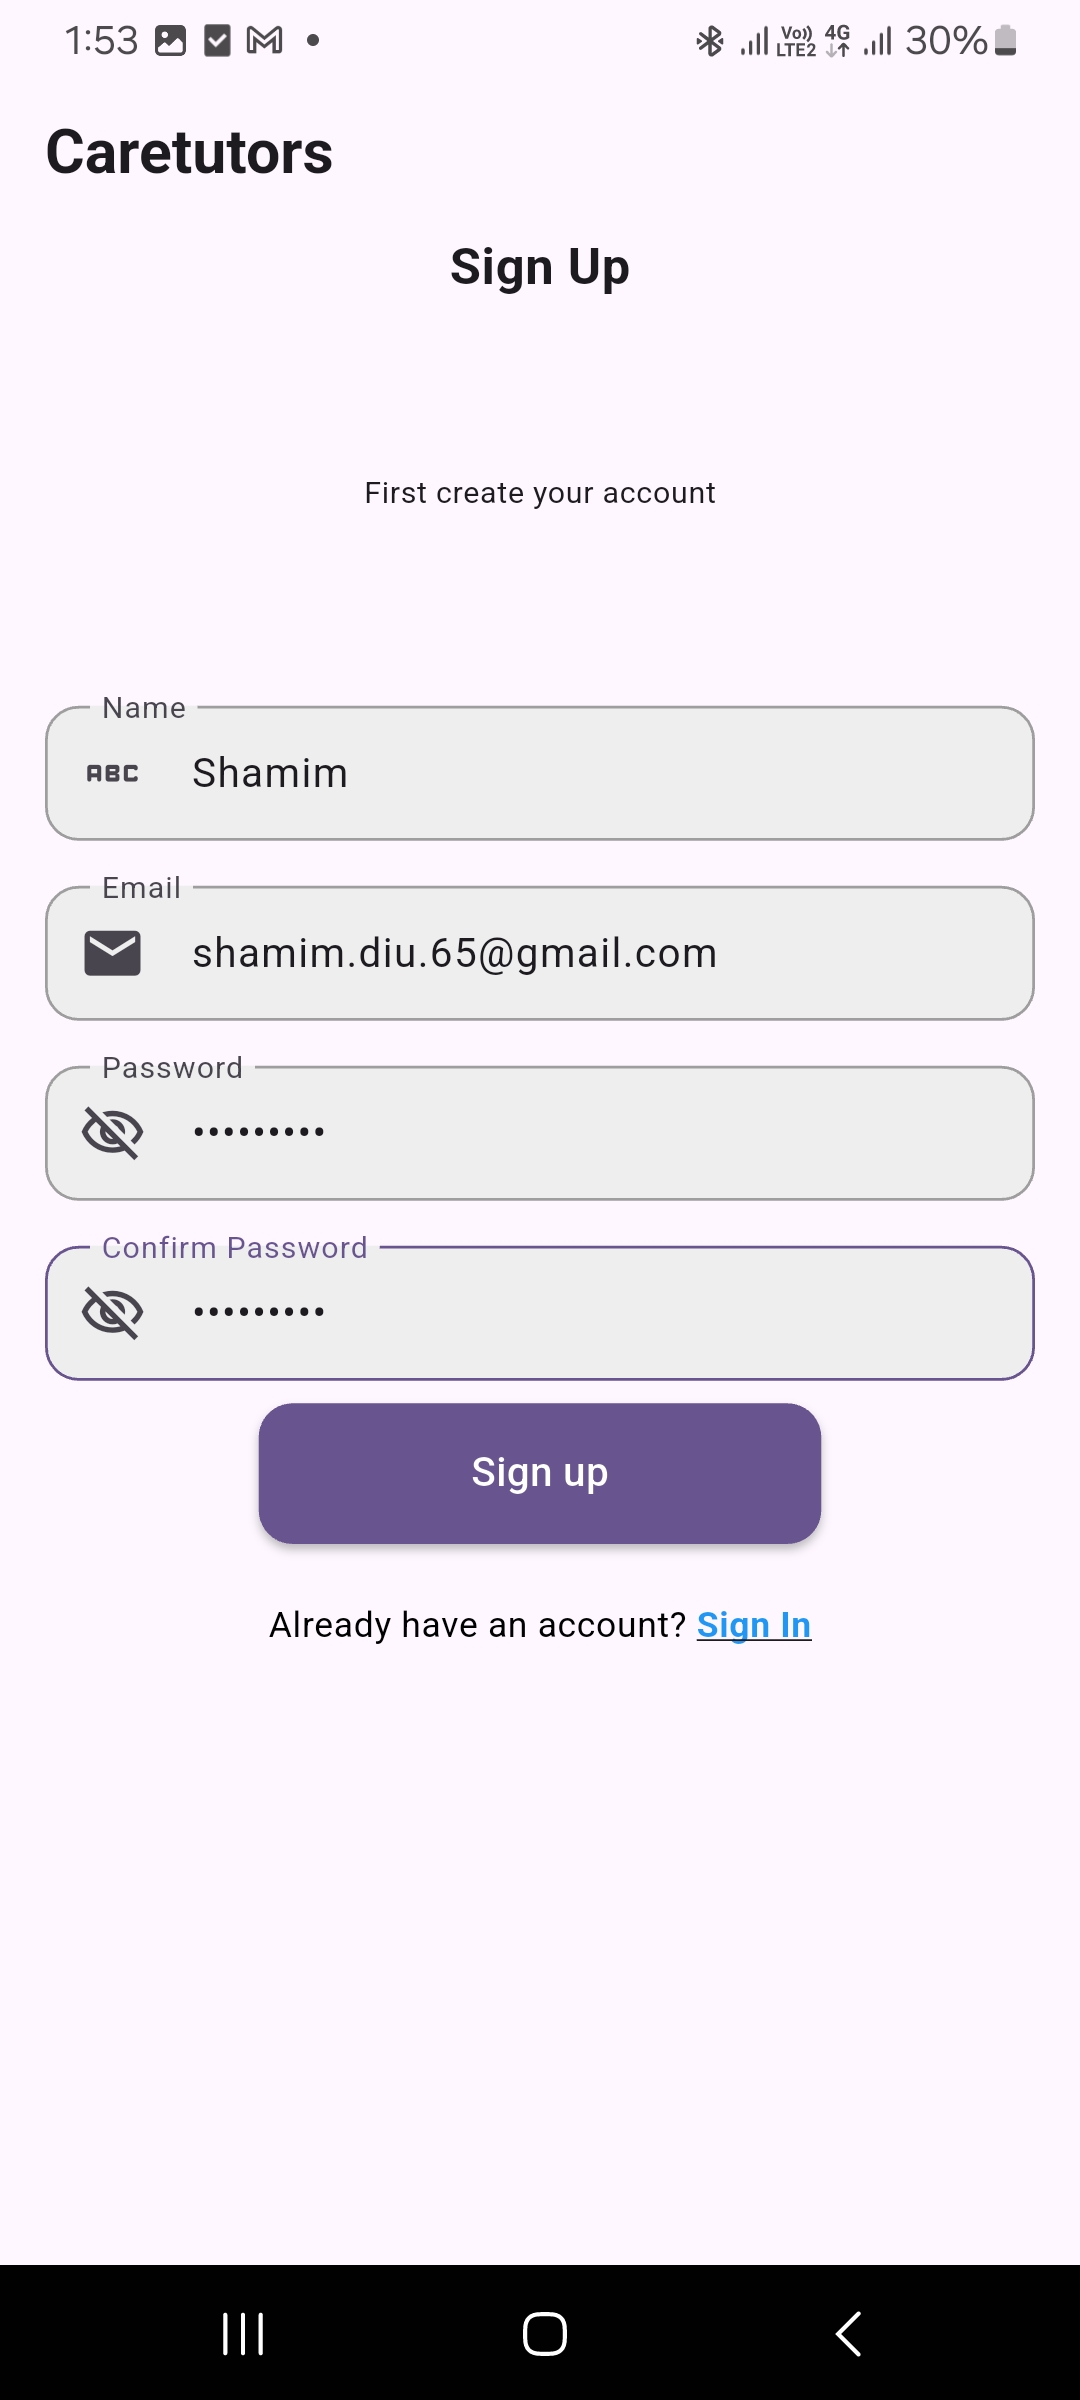 1:53 Vo)) LTE2 4G 30%
Caretutors
Sign Up
First create your account
Name
ABC Shamim
Email
shamim.diu.65@gmail.com
Password
•••••••••
Confirm Password
•••••••••
Sign up
Already have an account? Sign In